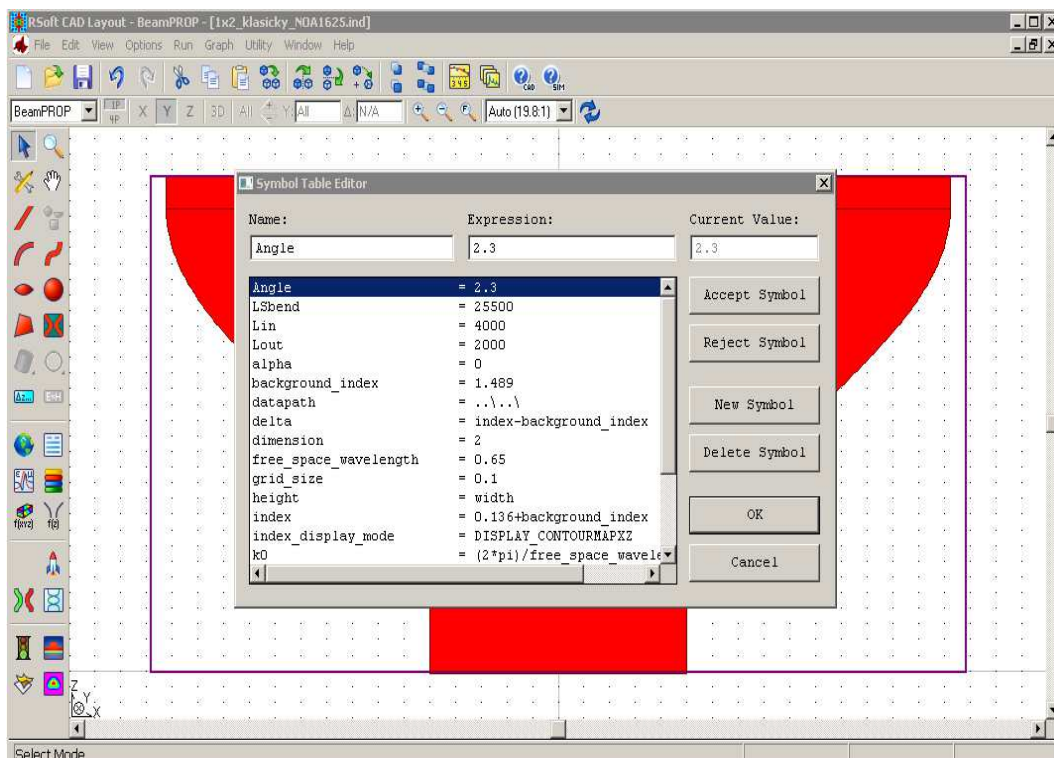 RSoft CAD Layout - BeamPROP - [1x2_klasicky_NOA1625.ind]
File Edit View Options Run Graph Utility Window Help
BeamPROP 1P 4P X Y Z 3D All Y: All Δ: N/A Auto (19.8:1)
Symbol Table Editor
Name: Expression: Current Value:
Angle 2.3 2.3
Angle = 2.3
LSbend = 25500
Lin = 4000
Lout = 2000
alpha = 0
background_index = 1.489
datapath = ..\..\
delta = index-background_index
dimension = 2
free_space_wavelength = 0.65
grid_size = 0.1
height = width
index = 0.136+background_index
index_display_mode = DISPLAY_CONTOURMAPXZ
k0 = (2*pi)/free_space_wavele
Accept Symbol
Reject Symbol
New Symbol
Delete Symbol
OK
Cancel
Z
Y
X
Select Mode